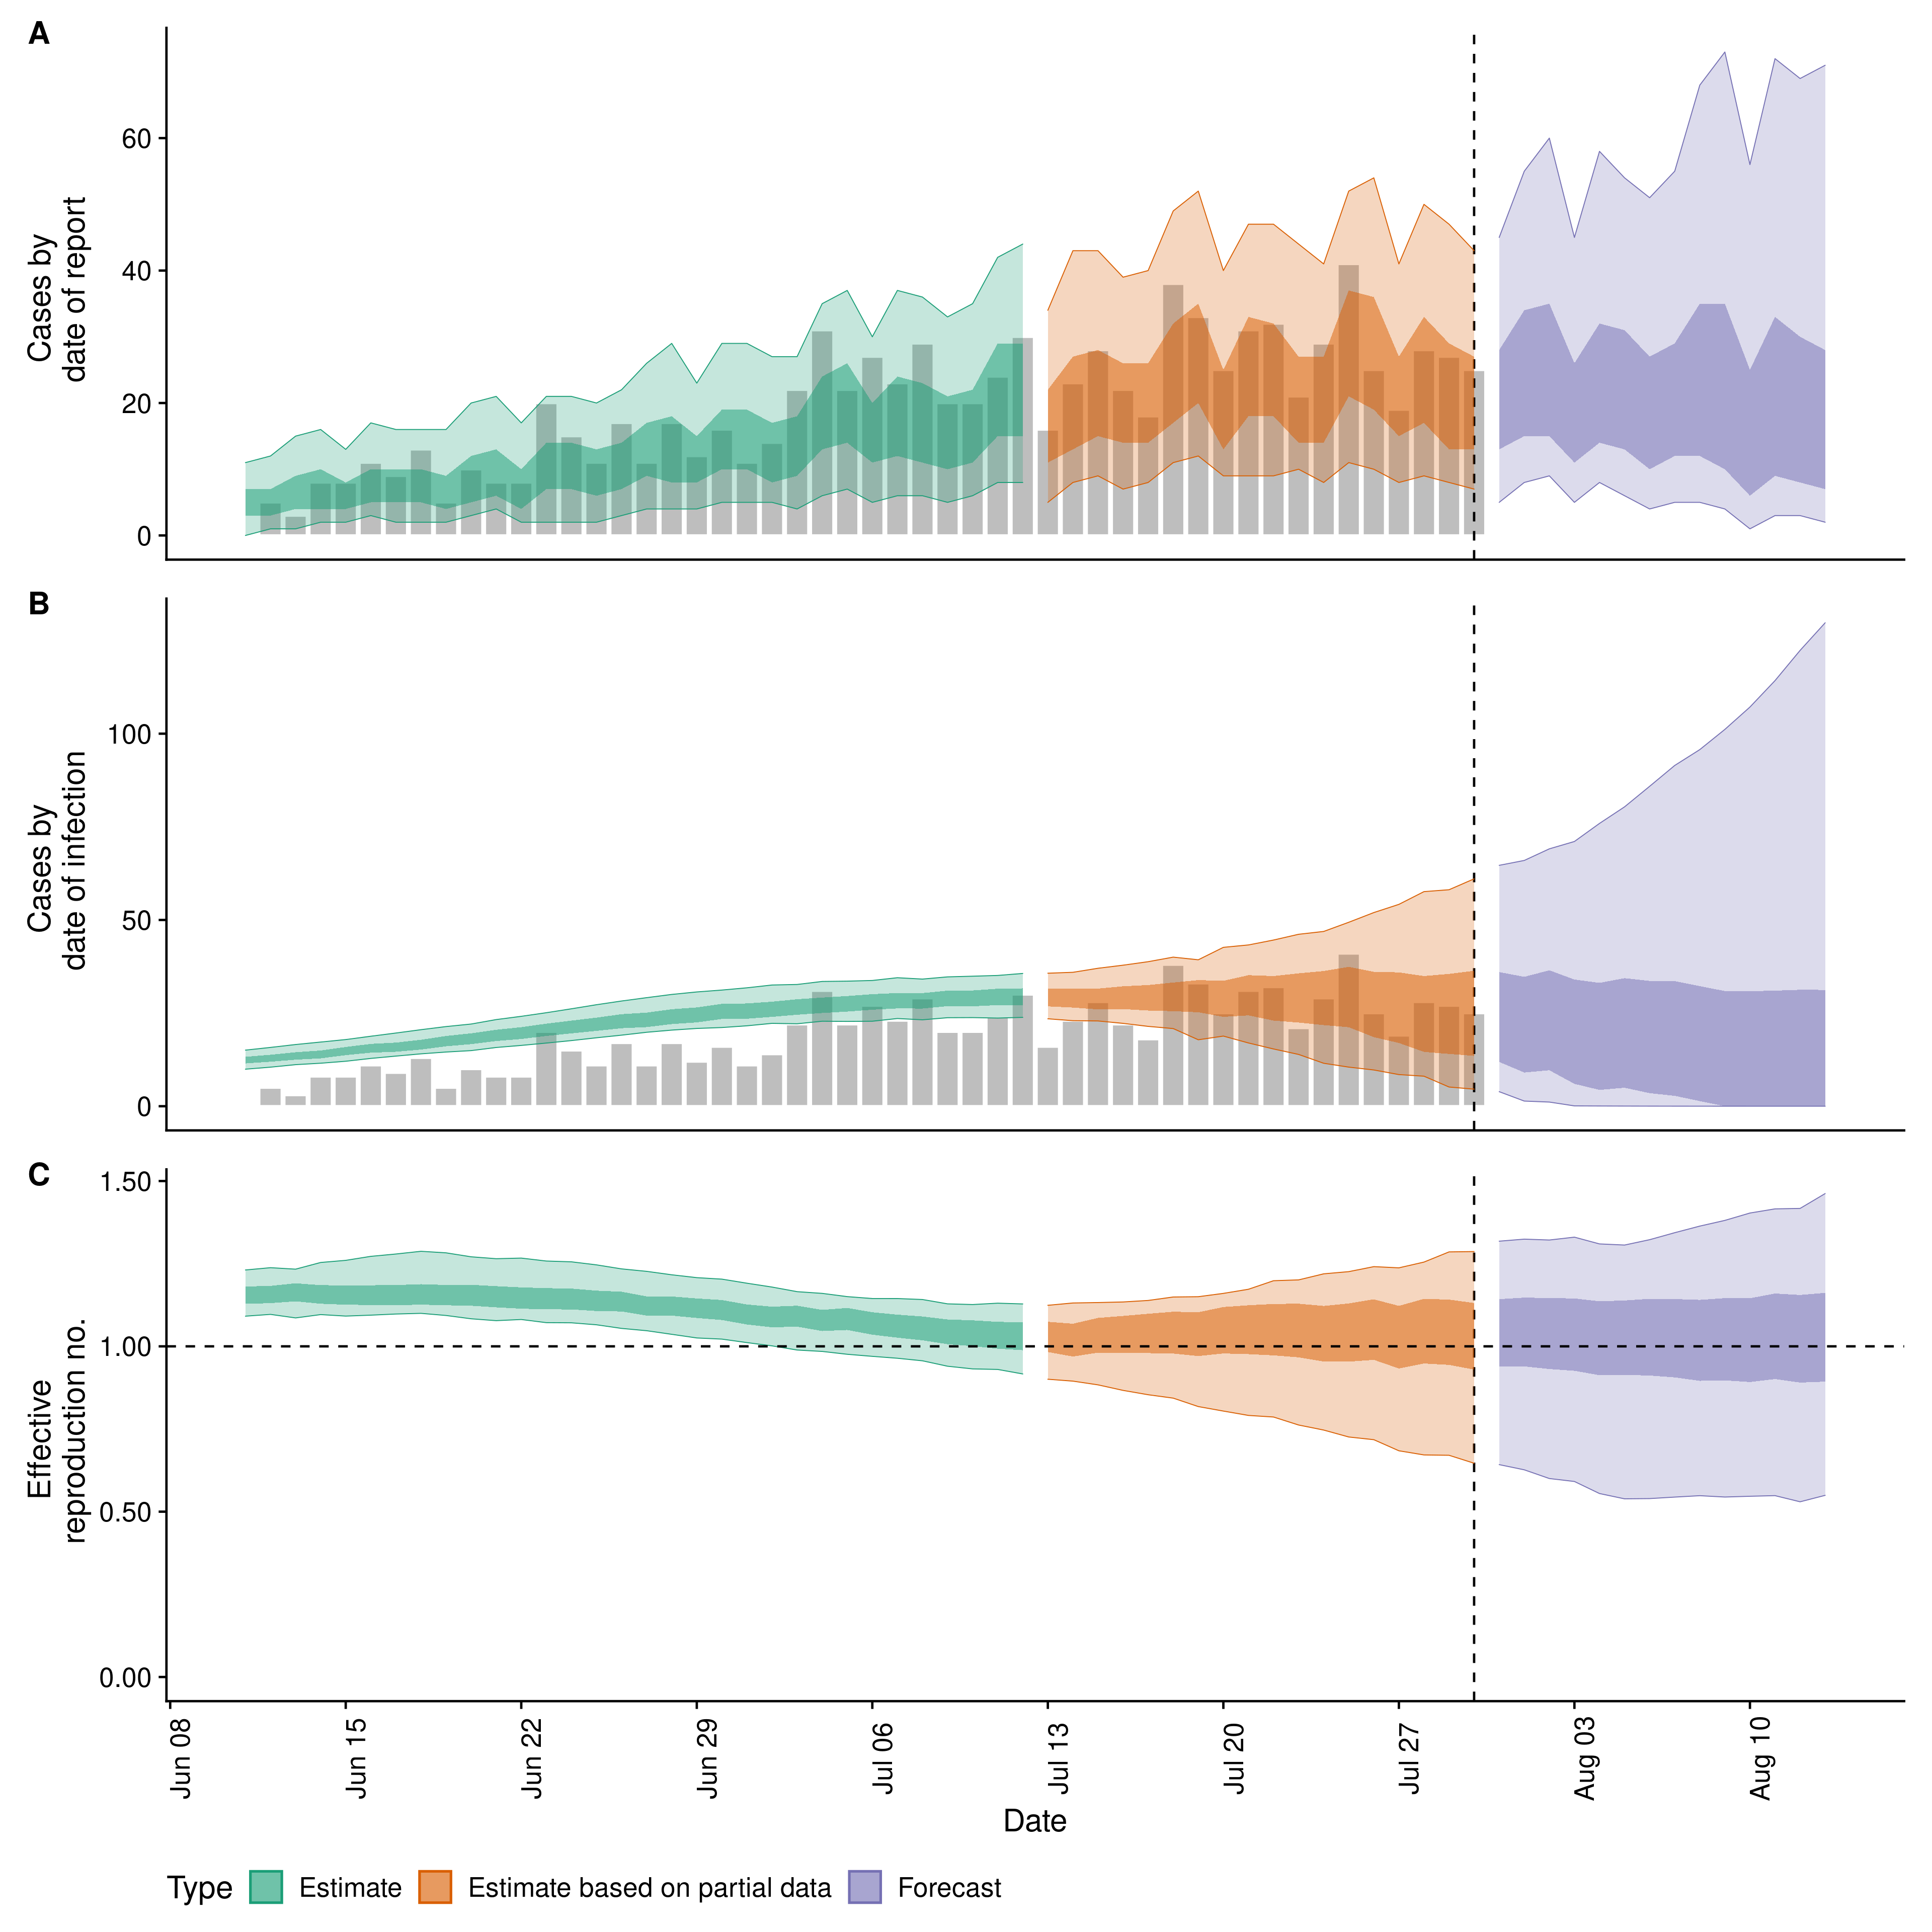 A
Cases by
date of report
60
40
20
0
B
Cases by
date of infection
100
50
0
C
Effective
reproduction no.
1.50
1.00
0.50
0.00
Jun 08
Jun 15
Jun 22
Jun 29
Jul 06
Jul 13
Jul 20
Jul 27
Aug 03
Aug 10
Date
Type
Estimate
Estimate based on partial data
Forecast